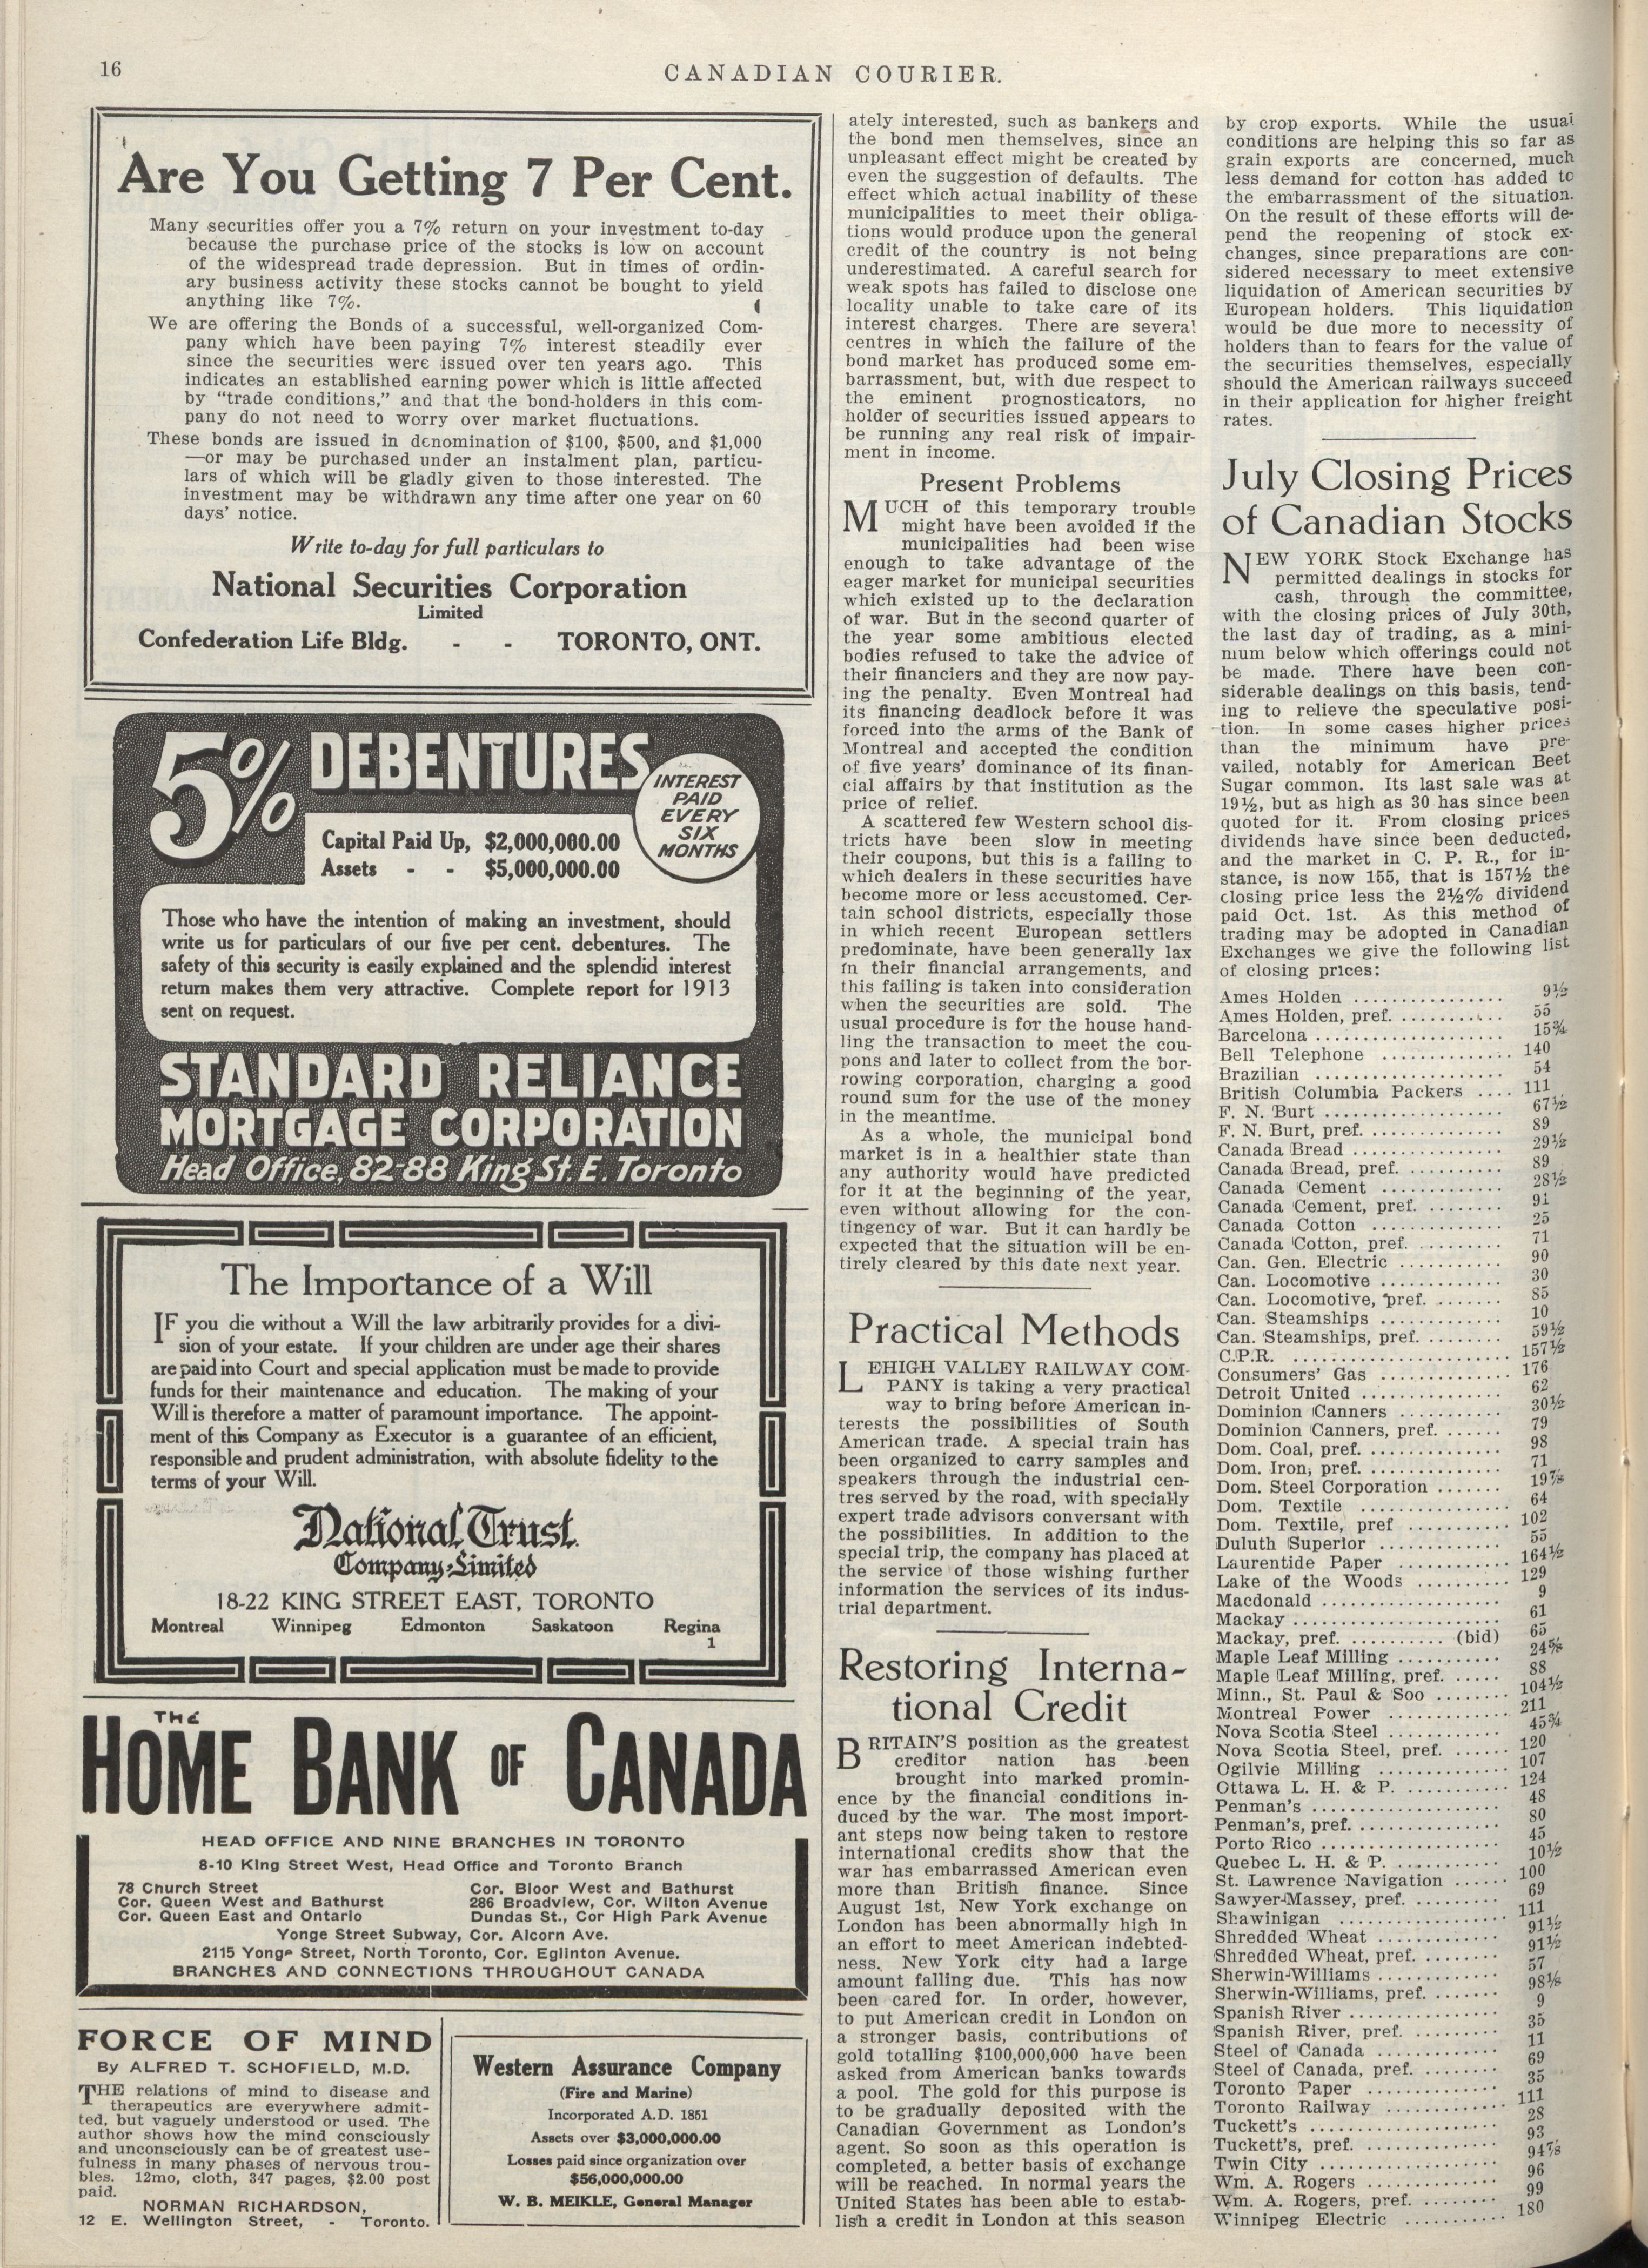 16
CANADIAN COURIER.
Are You Getting 7 Per Cent.
Many securities offer you a 7% return on your investment to-day
because the purchase price of the stocks is low on account
of the widespread trade depression. But in times of ordin-
ary business activity these stocks cannot be bought to yield
anything like 7%.
We are offering the Bonds of a successful, well-organized Com-
pany which have been paying 7% interest steadily ever
since the securities were issued over ten years ago. This
indicates an established earning power which is little affected
by "trade conditions," and that the bond-holders in this com-
pany do not need to worry over market fluctuations.
These bonds are issued in denomination of $100, $500, and $1,000
—or may be purchased under an instalment plan, particu-
lars of which will be gladly given to those interested. The
investment may be withdrawn any time after one year on 60
days' notice.
Write to-day for full particulars to
National Securities Corporation
Limited
Confederation Life Bldg. - - TORONTO, ONT.
5% DEBENTURES
INTEREST
PAID
EVERY
SIX
MONTHS
Capital Paid Up, $2,000,000.00
Assets - - $5,000,000.00
Those who have the intention of making an investment, should
write us for particulars of our five per cent. debentures. The
safety of this security is easily explained and the splendid interest
return makes them very attractive. Complete report for 1913
sent on request.
STANDARD RELIANCE
MORTGAGE CORPORATION
Head Office, 82-88 King St. E. Toronto
The Importance of a Will
IF you die without a Will the law arbitrarily provides for a divi-
sion of your estate. If your children are under age their shares
are paid into Court and special application must be made to provide
funds for their maintenance and education. The making of your
Will is therefore a matter of paramount importance. The appoint-
ment of this Company as Executor is a guarantee of an efficient,
responsible and prudent administration, with absolute fidelity to the
terms of your Will.
National Trust
Company-Limited
18-22 KING STREET EAST, TORONTO
Montreal Winnipeg Edmonton Saskatoon Regina
1
THE
HOME BANK OF CANADA
HEAD OFFICE AND NINE BRANCHES IN TORONTO
8-10 King Street West, Head Office and Toronto Branch
78 Church Street Cor. Bloor West and Bathurst
Cor. Queen West and Bathurst 286 Broadview, Cor. Wilton Avenue
Cor. Queen East and Ontario Dundas St., Cor High Park Avenue
Yonge Street Subway, Cor. Alcorn Ave.
2115 Yonge Street, North Toronto, Cor. Eglinton Avenue.
BRANCHES AND CONNECTIONS THROUGHOUT CANADA
FORCE OF MIND
By ALFRED T. SCHOFIELD, M.D.
THE relations of mind to disease and
therapeutics are everywhere admit-
ted, but vaguely understood or used. The
author shows how the mind consciously
and unconsciously can be of greatest use-
fulness in many phases of nervous trou-
bles. 12mo, cloth, 347 pages, $2.00 post
paid.
NORMAN RICHARDSON,
12 E. Wellington Street, - Toronto.
Western Assurance Company
(Fire and Marine)
Incorporated A.D. 1851
Assets over $3,000,000.00
Losses paid since organization over
$56,000,000.00
W. B. MEIKLE, General Manager
ately interested, such as bankers and
the bond men themselves, since an
unpleasant effect might be created by
even the suggestion of defaults. The
effect which actual inability of these
municipalities to meet their obliga-
tions would produce upon the general
credit of the country is not being
underestimated. A careful search for
weak spots has failed to disclose one
locality unable to take care of its
interest charges. There are several
centres in which the failure of the
bond market has produced some em-
barrassment, but, with due respect to
the eminent prognosticators, no
holder of securities issued appears to
be running any real risk of impair-
ment in income.
Present Problems
MUCH of this temporary trouble
might have been avoided if the
municipalities had been wise
enough to take advantage of the
eager market for municipal securities
which existed up to the declaration
of war. But in the second quarter of
the year some ambitious elected
bodies refused to take the advice of
their financiers and they are now pay-
ing the penalty. Even Montreal had
its financing deadlock before it was
forced into the arms of the Bank of
Montreal and accepted the condition
of five years' dominance of its finan-
cial affairs by that institution as the
price of relief.
A scattered few Western school dis-
tricts have been slow in meeting
their coupons, but this is a failing to
which dealers in these securities have
become more or less accustomed. Cer-
tain school districts, especially those
in which recent European settlers
predominate, have been generally lax
in their financial arrangements, and
this failing is taken into consideration
when the securities are sold. The
usual procedure is for the house hand-
ling the transaction to meet the cou-
pons and later to collect from the bor-
rowing corporation, charging a good
round sum for the use of the money
in the meantime.
As a whole, the municipal bond
market is in a healthier state than
any authority would have predicted
for it at the beginning of the year,
even without allowing for the con-
tingency of war. But it can hardly be
expected that the situation will be en-
tirely cleared by this date next year.
Practical Methods
LEHIGH VALLEY RAILWAY COM-
PANY is taking a very practical
way to bring before American in-
terests the possibilities of South
American trade. A special train has
been organized to carry samples and
speakers through the industrial cen-
tres served by the road, with specially
expert trade advisors conversant with
the possibilities. In addition to the
special trip, the company has placed at
the service of those wishing further
information the services of its indus-
trial department.
Restoring Interna-
tional Credit
BRITAIN'S position as the greatest
creditor nation has been
brought into marked promin-
ence by the financial conditions in-
duced by the war. The most import-
ant steps now being taken to restore
international credits show that the
war has embarrassed American even
more than British finance. Since
August 1st, New York exchange on
London has been abnormally high in
an effort to meet American indebted-
ness. New York city had a large
amount falling due. This has now
been cared for. In order, however,
to put American credit in London on
a stronger basis, contributions of
gold totalling $100,000,000 have been
asked from American banks towards
a pool. The gold for this purpose is
to be gradually deposited with the
Canadian Government as London's
agent. So soon as this operation is
completed, a better basis of exchange
will be reached. In normal years the
United States has been able to estab-
lish a credit in London at this season
by crop exports. While the usual
conditions are helping this so far as
grain exports are concerned, much
less demand for cotton has added to
the embarrassment of the situation.
On the result of these efforts will de-
pend the reopening of stock ex-
changes, since preparations are con-
sidered necessary to meet extensive
liquidation of American securities by
European holders. This liquidation
would be due more to necessity of
holders than to fears for the value of
the securities themselves, especially
should the American railways succeed
in their application for higher freight
rates.
July Closing Prices
of Canadian Stocks
NEW YORK Stock Exchange has
permitted dealings in stocks for
cash, through the committee,
with the closing prices of July 30th,
the last day of trading, as a mini-
mum below which offerings could not
be made. There have been con-
siderable dealings on this basis, tend-
ing to relieve the speculative posi-
tion. In some cases higher prices
than the minimum have pre-
vailed, notably for American Beet
Sugar common. Its last sale was at
19½, but as high as 30 has since been
quoted for it. From closing prices
dividends have since been deducted,
and the market in C. P. R., for in-
stance, is now 155, that is 157½ the
closing price less the 2½% dividend
paid Oct. 1st. As this method of
trading may be adopted in Canadian
Exchanges we give the following list
of closing prices:
Ames Holden ................ 9½
Ames Holden, pref. ........... 55
Barcelona .................... 15¾
Bell Telephone .............. 140
Brazilian .................... 54
British Columbia Packers .... 111
F. N. Burt ................... 67½
F. N. Burt, pref. .............. 89
Canada Bread ................ 29½
Canada Bread, pref. .......... 89
Canada Cement ............. 28½
Canada Cement, pref. ........ 91
Canada Cotton .............. 25
Canada Cotton, pref. ......... 71
Can. Gen. Electric ........... 90
Can. Locomotive ............. 30
Can. Locomotive, pref. ....... 85
Can. Steamships ............. 10
Can. Steamships, pref. ........ 59½
C.P.R. ....................... 157½
Consumers' Gas .............. 176
Detroit United ............... 62
Dominion Canners ........... 30½
Dominion Canners, pref. ...... 79
Dom. Coal, pref. .............. 98
Dom. Iron, pref. ............... 71
Dom. Steel Corporation ....... 19⅞
Dom. Textile ................ 64
Dom. Textile, pref ........... 102
Duluth Superior ............. 55
Laurentide Paper ............ 164½
Lake of the Woods .......... 129
Macdonald ................... 9
Mackay ...................... 61
Mackay, pref. .......... (bid) 65
Maple Leaf Milling ........... 24⅝
Maple Leaf Milling, pref. ..... 88
Minn., St. Paul & Soo ........ 104½
Montreal Power ............. 211
Nova Scotia Steel ............ 45¾
Nova Scotia Steel, pref. ...... 120
Ogilvie Milling .............. 107
Ottawa L. H. & P. ........... 124
Penman's .................... 48
Penman's, pref. ............... 80
Porto Rico ................... 45
Quebec L. H. & P. ........... 10½
St. Lawrence Navigation ...... 100
Sawyer-Massey, pref. ......... 69
Shawinigan .................. 111
Shredded Wheat ............. 91½
Shredded Wheat, pref. ........ 91½
Sherwin-Williams ............. 57
Sherwin-Williams, pref. ....... 98⅛
Spanish River ................ 9
Spanish River, pref. ......... 35
Steel of Canada ............. 11
Steel of Canada, pref. ........ 69
Toronto Paper .............. 35
Toronto Railway ............. 111
Tuckett's .................... 28
Tuckett's, pref. .............. 93
Twin City ................... 94⅞
Wm. A. Rogers .............. 96
Wm. A. Rogers, pref. ........ 99
Winnipeg Electric ........... 180